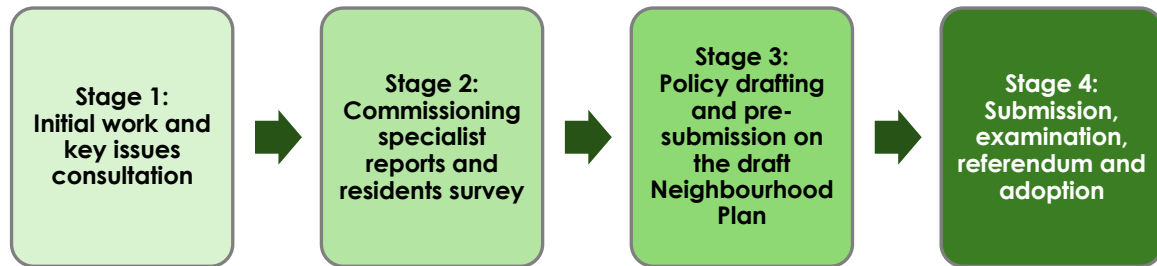 Stage 1:
Initial work and
key issues
consultation
Stage 2:
Commissioning
specialist
reports and
residents survey
Stage 3:
Policy drafting
and pre-
submission on
the draft
Neighbourhood
Plan
Stage 4:
Submission,
examination,
referendum and
adoption